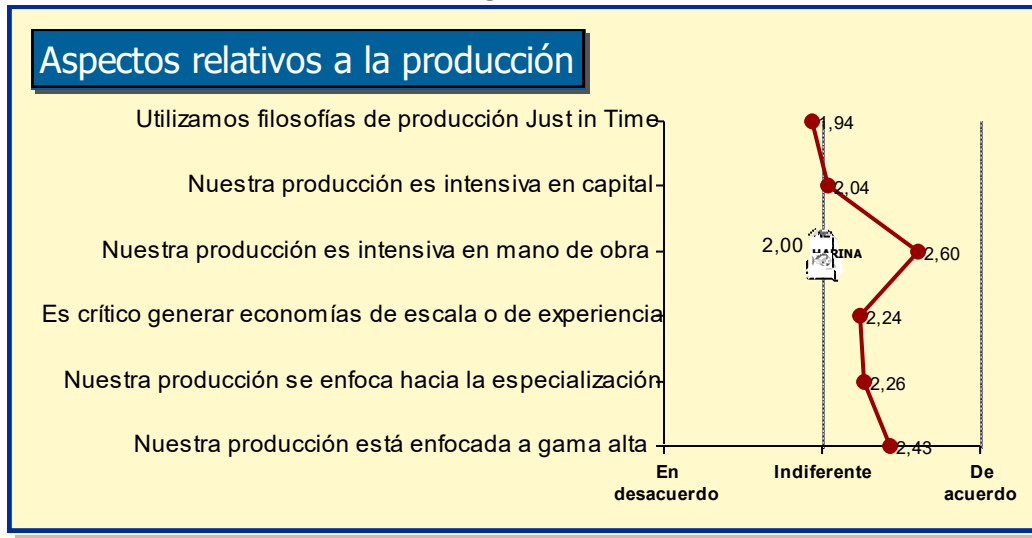 Aspectos relativos a la producción
Utilizamos filosofías de producción Just in Time
1,94
Nuestra producción es intensiva en capital
2,04
Nuestra producción es intensiva en mano de obra
2,00
HARINA
2,60
Es crítico generar economías de escala o de experiencia
2,24
Nuestra producción se enfoca hacia la especialización
2,26
Nuestra producción está enfocada a gama alta
2,43
En
desacuerdo
Indiferente
De
acuerdo